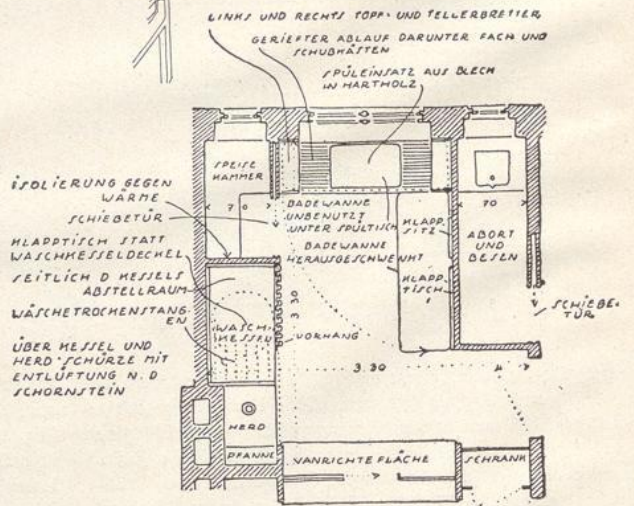 LINKS UND RECHTS TOPF- UND TELLERBRETTER
GERIEFTER ABLAUF DARUNTER FACH UND
SCHUBKÄSTEN
SPÜLEINSATZ AUS BLECH
IN HARTHOLZ
SPEISE
KAMMER
ISOLIERUNG GEGEN
WÄRME
SCHIEBETÜR
70
BADEWANNE
UNBENUTZT
UNTER SPÜLTISCH
BADEWANNE
HERAUSGESCHWENKT
KLAPP
SITZ
KLAPP
TISCH
70
ABORT
UND
BESEN
SCHIEBE-
TÜR
KLAPPTISCH STATT
WASCHKESSELDECKEL
SEITLICH D KESSELS
ABSTELLRAUM
WÄSCHETROCKENSTANG-
EN
WASCH-
KESSEL
3.30
VORHANG
ÜBER KESSEL UND
HERD SCHÜRZE MIT
ENTLÜFTUNG N. D
SCHORNSTEIN
3.30
HERD
PFANNE
VANRICHTEFLÄCHE
SCHRANK